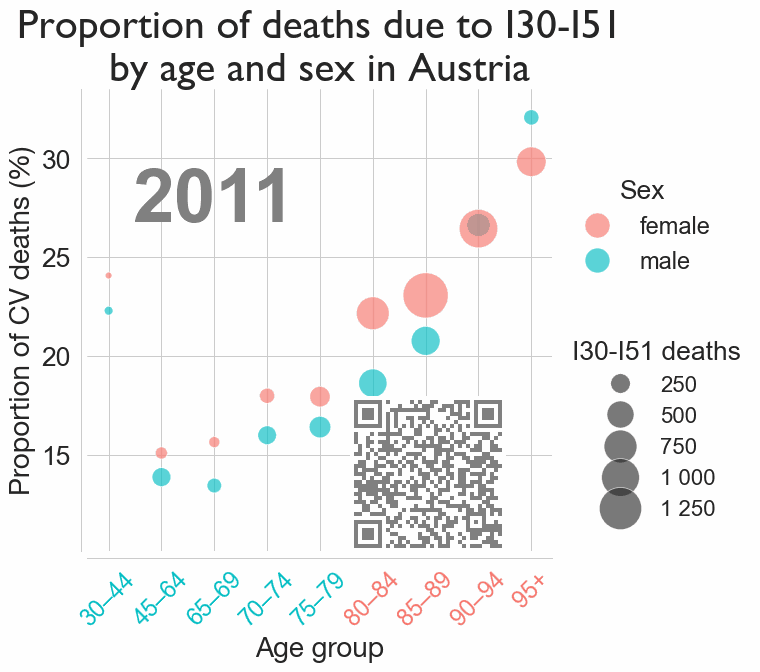 Proportion of deaths due to I30-I51
by age and sex in Austria
Proportion of CV deaths (%)
30
25
20
15
2011
30–44
45–64
65–69
70–74
75–79
80–84
85–89
90–94
95+
Age group
Sex
female
male
I30-I51 deaths
250
500
750
1 000
1 250